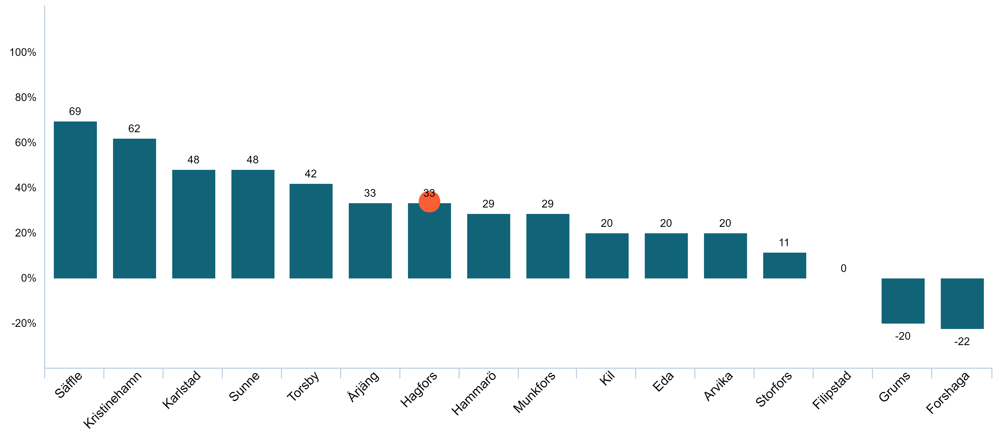 100%
80%
60%
40%
20%
0%
-20%
69
62
48
48
42
33
33
29
29
20
20
20
11
0
-20
-22
Säffle
Kristinehamn
Karlstad
Sunne
Torsby
Årjäng
Hagfors
Hammarö
Munkfors
Kil
Eda
Arvika
Storfors
Filipstad
Grums
Forshaga